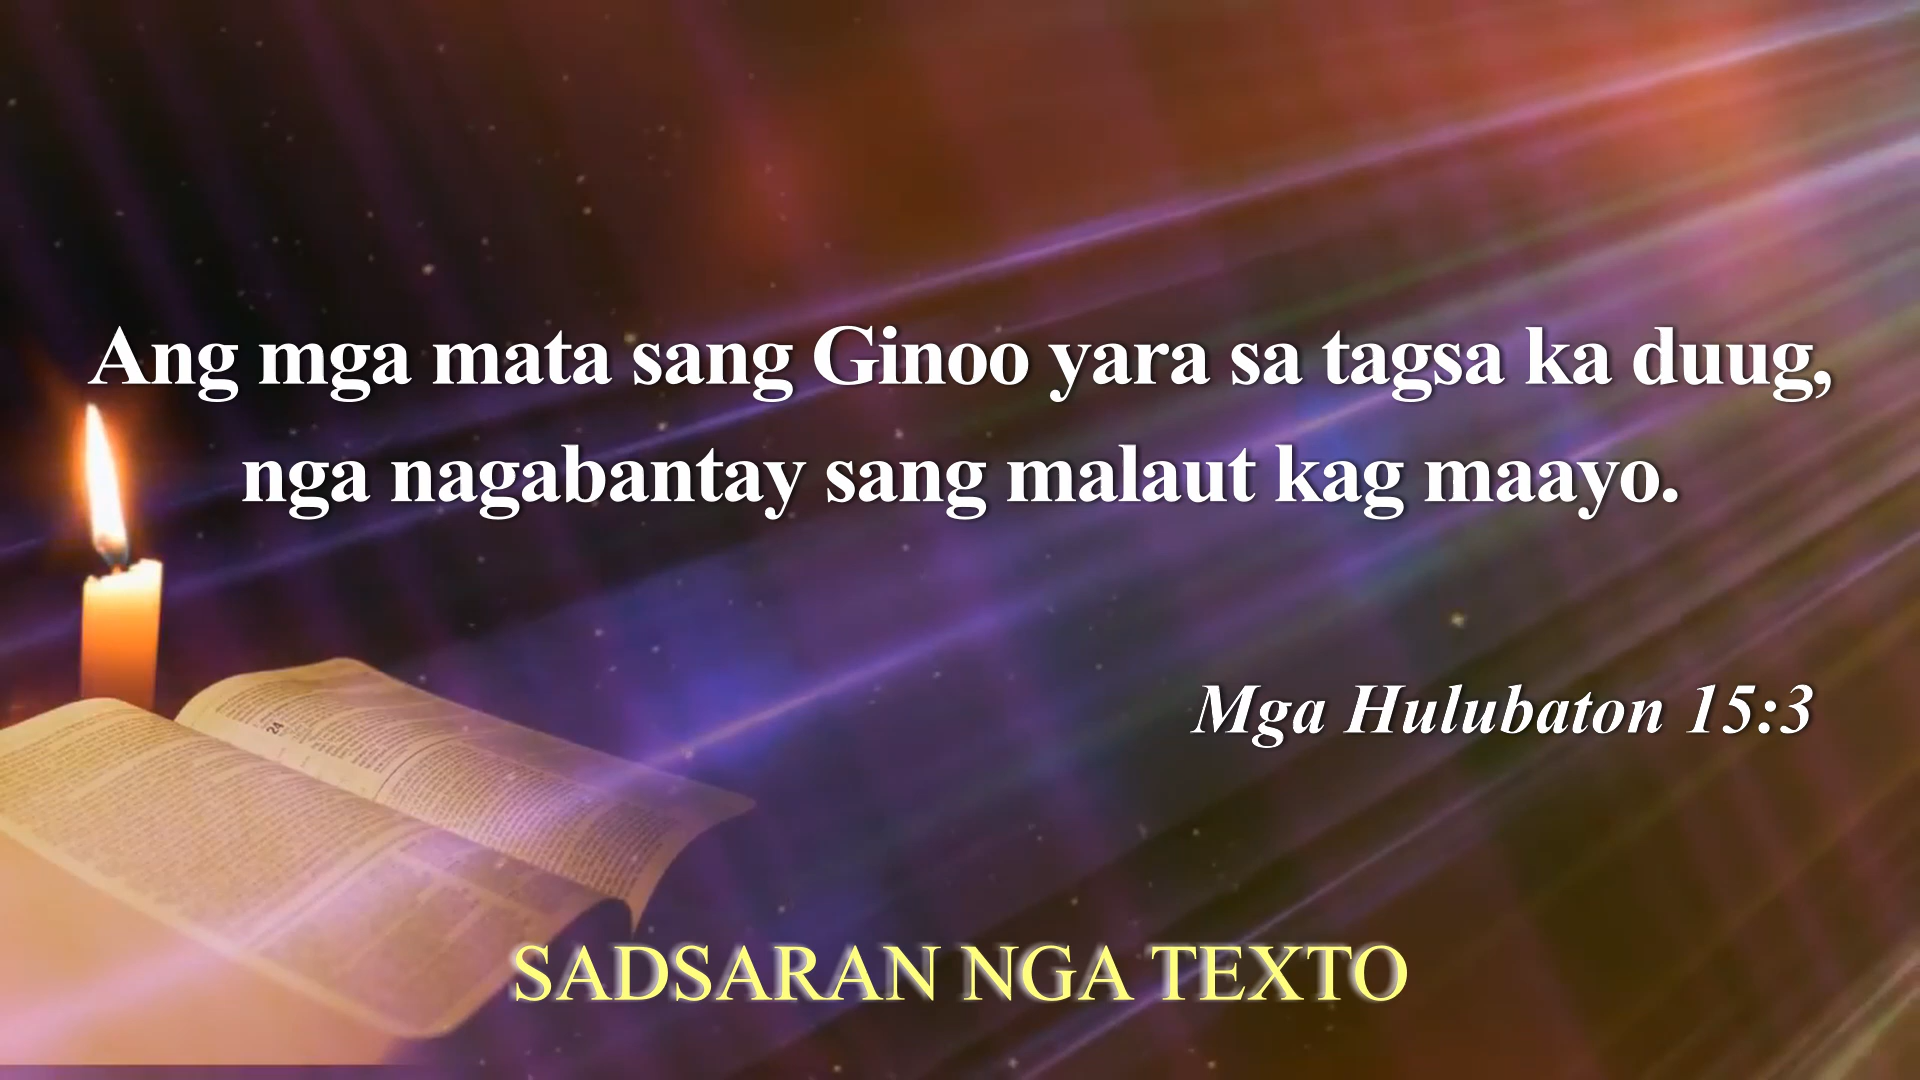 Ang mga mata sang Ginoo yara sa tagsa ka duug,
nga nagabantay sang malaut kag maayo.
Mga Hulubaton 15:3
SADSARAN NGA TEXTO